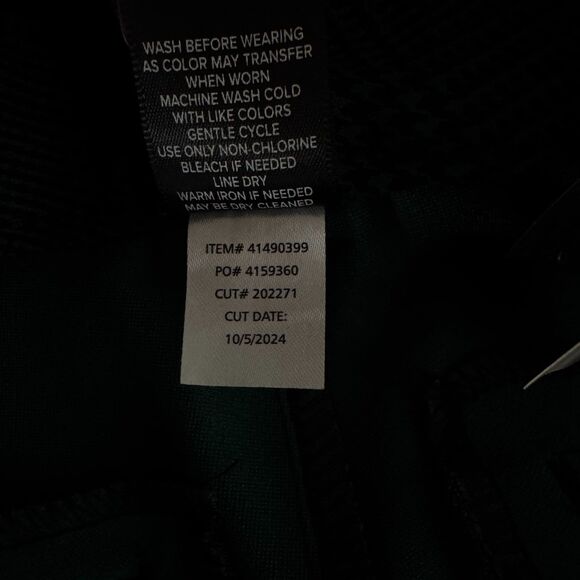 WASH BEFORE WEARING
AS COLOR MAY TRANSFER
WHEN WORN
MACHINE WASH COLD
WITH LIKE COLORS
GENTLE CYCLE
USE ONLY NON-CHLORINE
BLEACH IF NEEDED
LINE DRY
WARM IRON IF NEEDED
MAY BE DRY CLEANED
ITEM# 41490399
PO# 4159360
CUT# 202271
CUT DATE:
10/5/2024